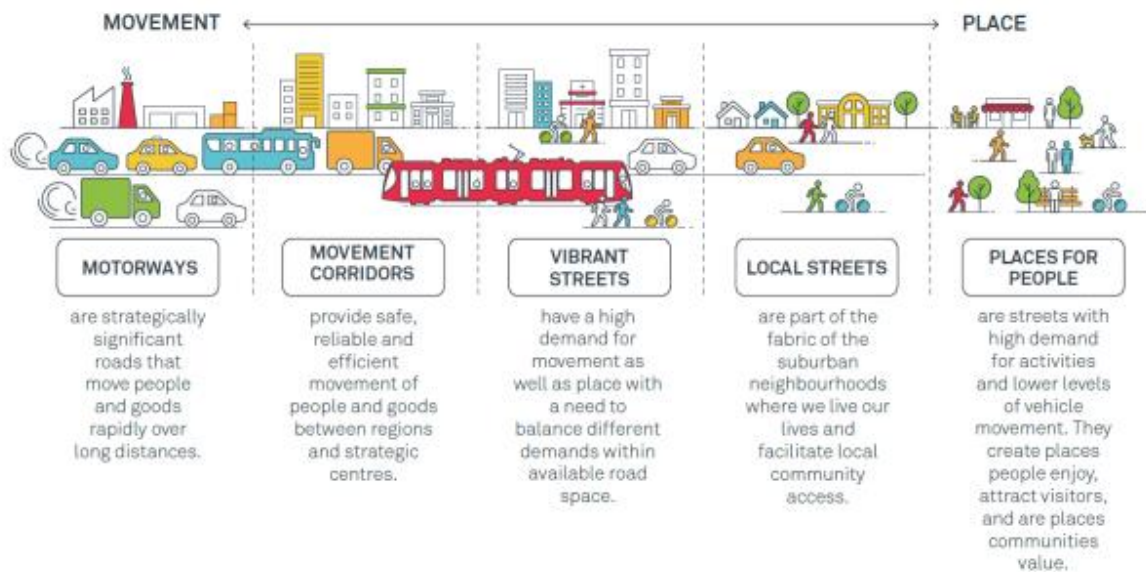 MOVEMENT
PLACE
MOTORWAYS
are strategically
significant
roads that
move people
and goods
rapidly over
long distances.
MOVEMENT
CORRIDORS
provide safe,
reliable and
efficient
movement of
people and goods
between regions
and strategic
centres.
VIBRANT
STREETS
have a high
demand for
movement as
well as place with
a need to
balance different
demands within
available road
space.
LOCAL STREETS
are part of the
fabric of the
suburban
neighbourhoods
where we live our
lives and
facilitate local
community
access.
PLACES FOR
PEOPLE
are streets with
high demand
for activities
and lower levels
of vehicle
movement. They
create places
people enjoy,
attract visitors,
and are places
communities
value.